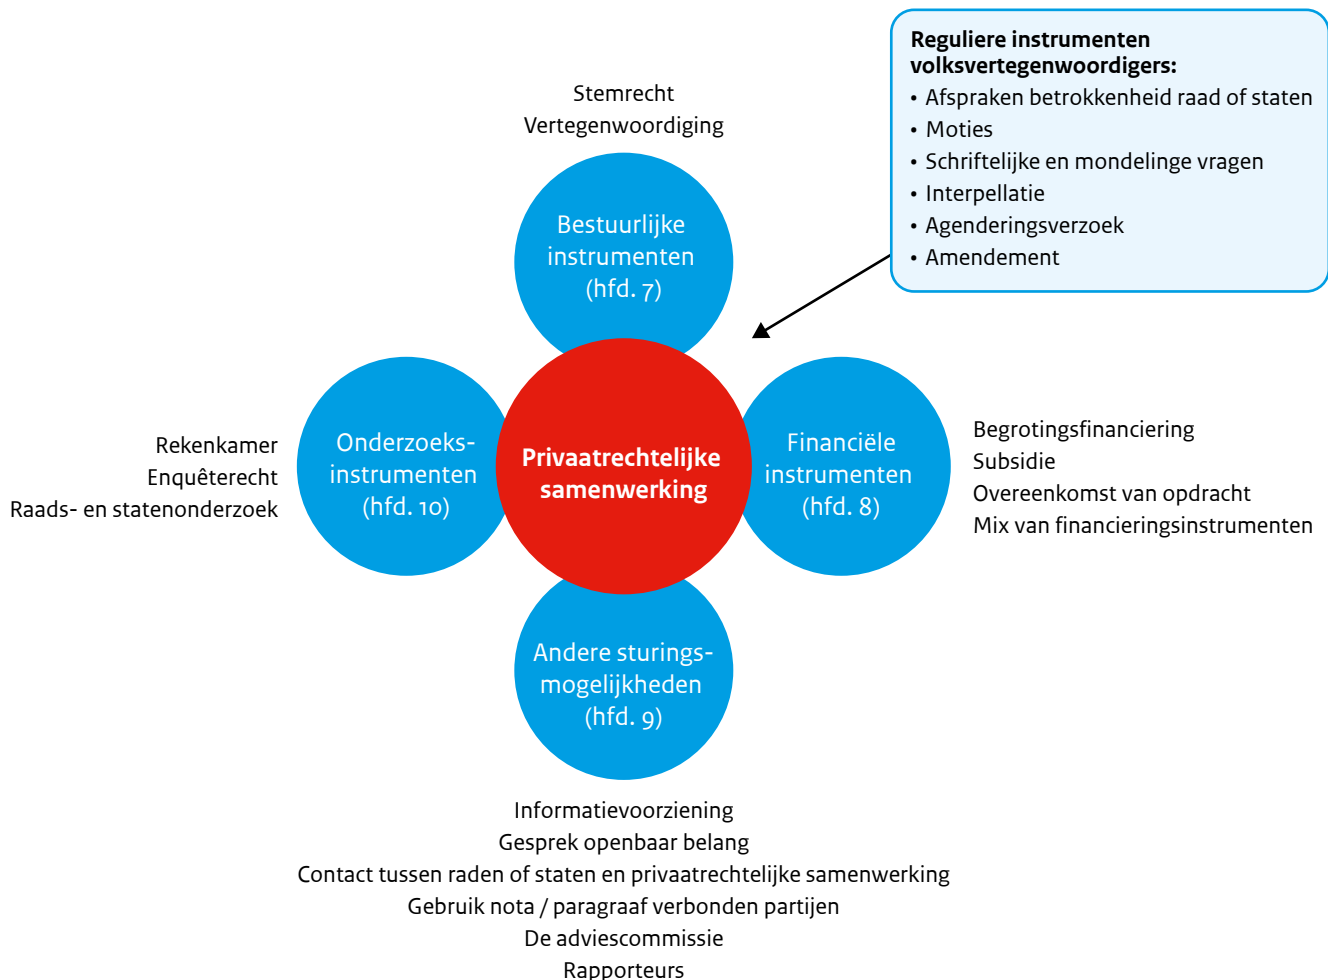 Reguliere instrumenten
volksvertegenwoordigers:
• Afspraken betrokkenheid raad of staten
• Moties
• Schriftelijke en mondelinge vragen
• Interpellatie
• Agenderingsverzoek
• Amendement
Stemrecht
Vertegenwoordiging
Bestuurlijke
instrumenten
(hfd. 7)
Rekenkamer
Enquêterecht
Raads- en statenonderzoek
Onderzoeks-
instrumenten
(hfd. 10)
Privaatrechtelijke
samenwerking
Financiële
instrumenten
(hfd. 8)
Begrotingsfinanciering
Subsidie
Overeenkomst van opdracht
Mix van financieringsinstrumenten
Andere sturings-
mogelijkheden
(hfd. 9)
Informatievoorziening
Gesprek openbaar belang
Contact tussen raden of staten en privaatrechtelijke samenwerking
Gebruik nota / paragraaf verbonden partijen
De adviescommissie
Rapporteurs